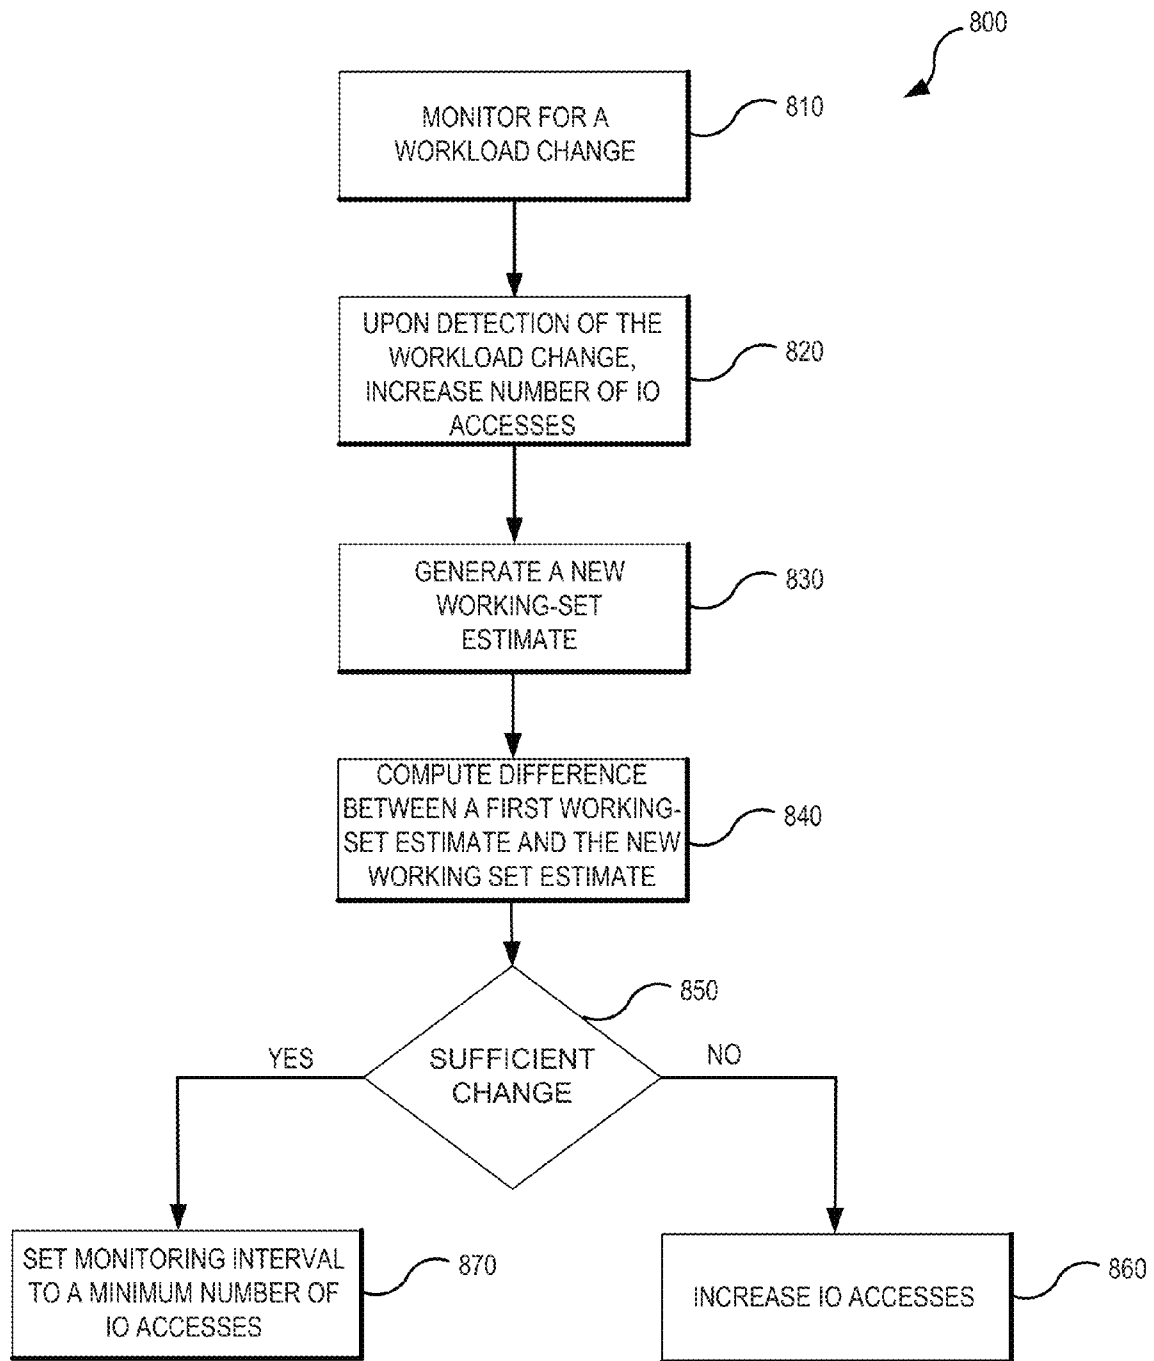 800
MONITOR FOR A
WORKLOAD CHANGE
810
UPON DETECTION OF THE
WORKLOAD CHANGE,
INCREASE NUMBER OF IO
ACCESSES
820
GENERATE A NEW
WORKING-SET
ESTIMATE
830
COMPUTE DIFFERENCE
BETWEEN A FIRST WORKING-
SET ESTIMATE AND THE NEW
WORKING SET ESTIMATE
840
850
YES
NO
SUFFICIENT
CHANGE
SET MONITORING INTERVAL
TO A MINIMUM NUMBER OF
IO ACCESSES
870
INCREASE IO ACCESSES
860